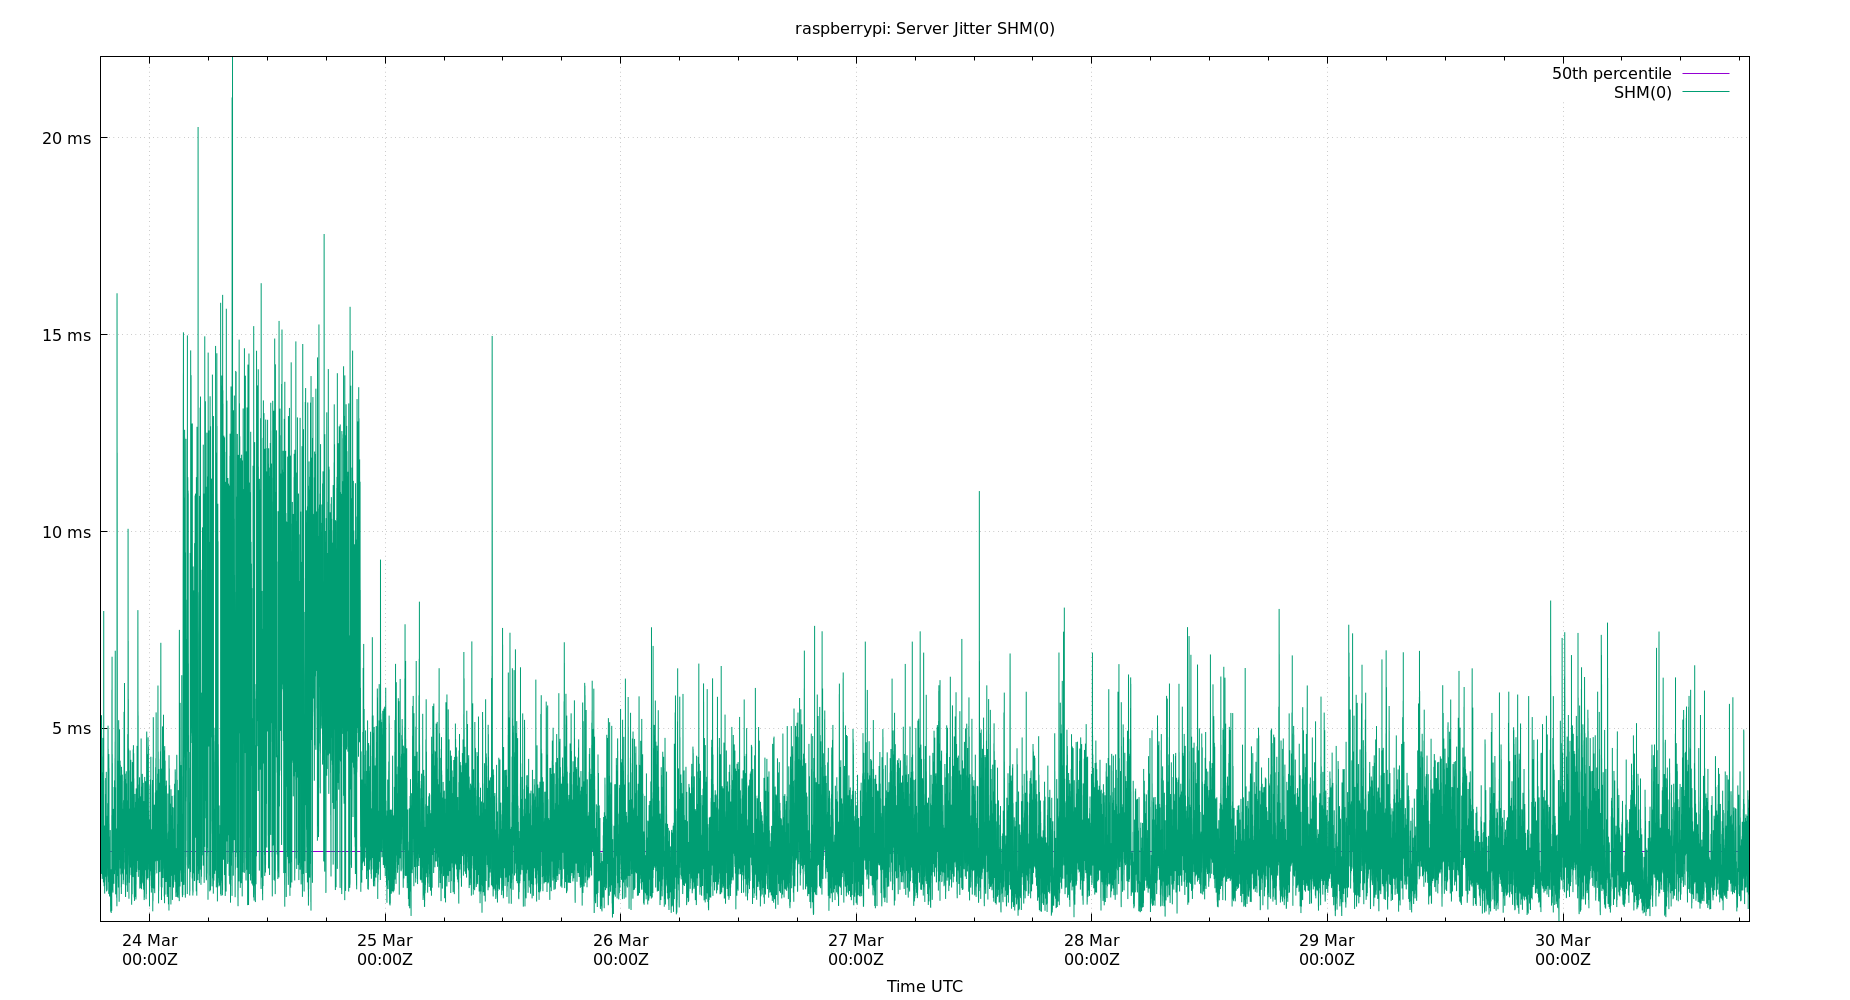 raspberrypi: Server Jitter SHM(0)
50th percentile
SHM(0)
20 ms
15 ms
10 ms
5 ms
24 Mar 25 Mar 26 Mar 27 Mar 28 Mar 29 Mar 30 Mar
00:00Z 00:00Z 00:00Z 00:00Z 00:00Z 00:00Z 00:00Z
Time UTC